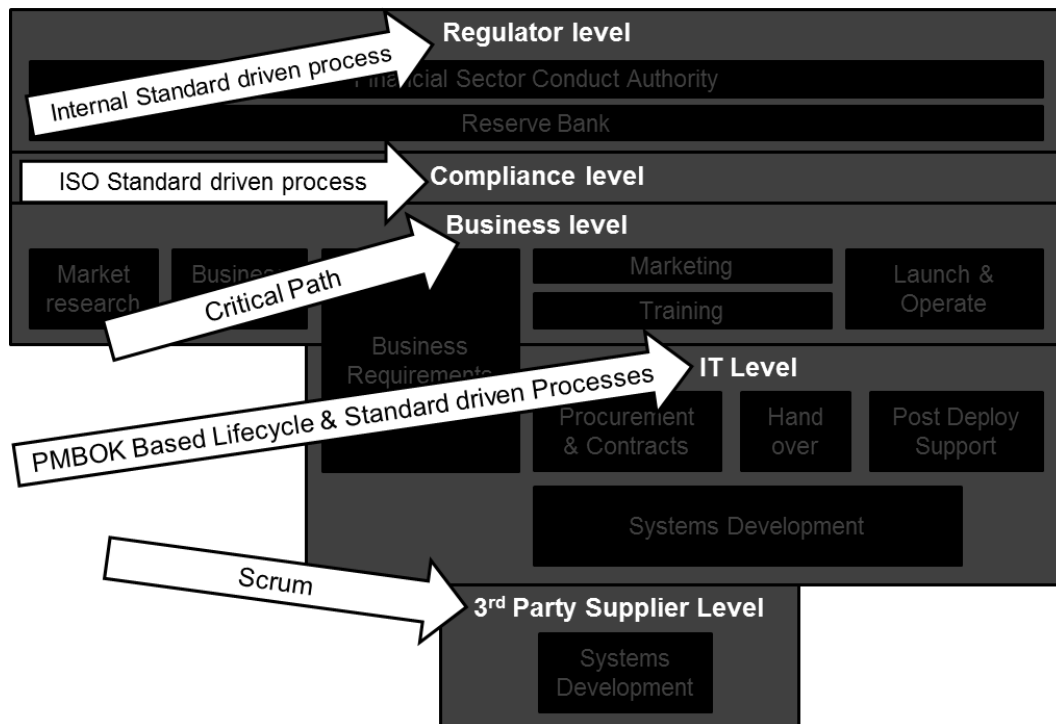 Regulator level
Internal Standard driven process
Financial Sector Conduct Authority
Reserve Bank
ISO Standard driven process
Compliance level
Business level
Market
research
Critical Path
Business
Requirements
Marketing
Training
Launch &
Operate
IT Level
PMBOK Based Lifecycle & Standard driven Processes
Procurement
& Contracts
Hand
over
Post Deploy
Support
Systems Development
Scrum
3rd Party Supplier Level
Systems
Development